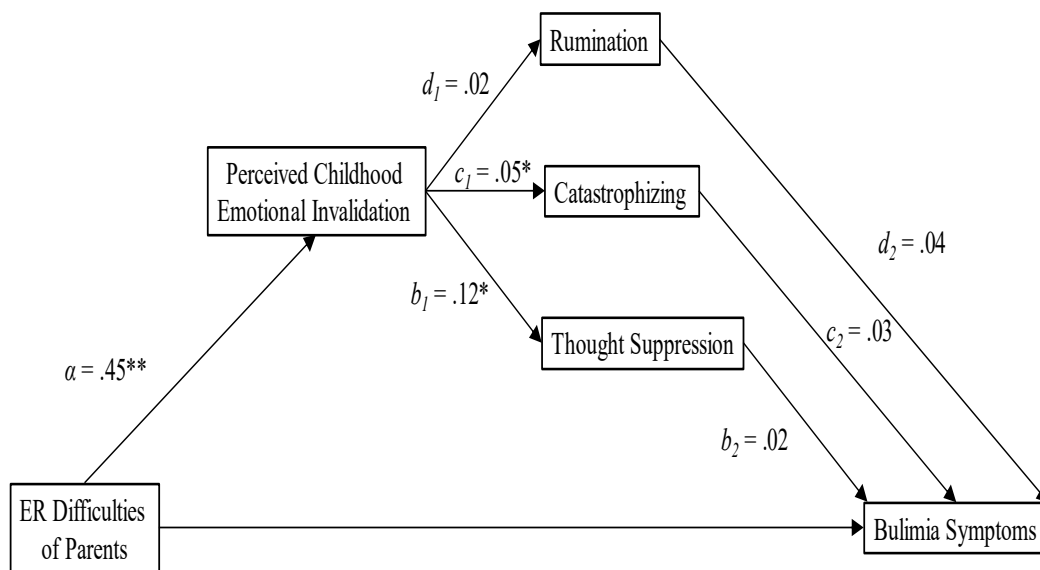 Rumination
d1 = .02
Perceived Childhood
Emotional Invalidation
c1 = .05*
Catastrophizing
d2 = .04
b1 = .12*
Thought Suppression
c2 = .03
α = .45**
b2 = .02
ER Difficulties
of Parents
Bulimia Symptoms